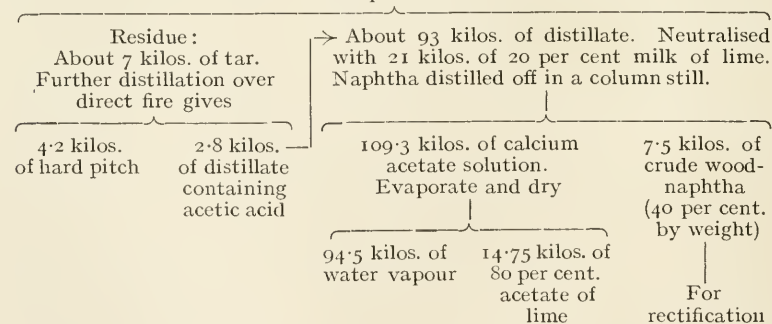 Residue:
About 7 kilos. of tar.
Further distillation over
direct fire gives
4·2 kilos.
of hard pitch
2·8 kilos.
of distillate
containing
acetic acid
About 93 kilos. of distillate. Neutralised
with 21 kilos. of 20 per cent milk of lime.
Naphtha distilled off in a column still.
109·3 kilos. of calcium
acetate solution.
Evaporate and dry
94·5 kilos. of
water vapour
14·75 kilos. of
80 per cent.
acetate of
lime
7·5 kilos. of
crude wood-
naphtha
(40 per cent.
by weight)
For
rectification